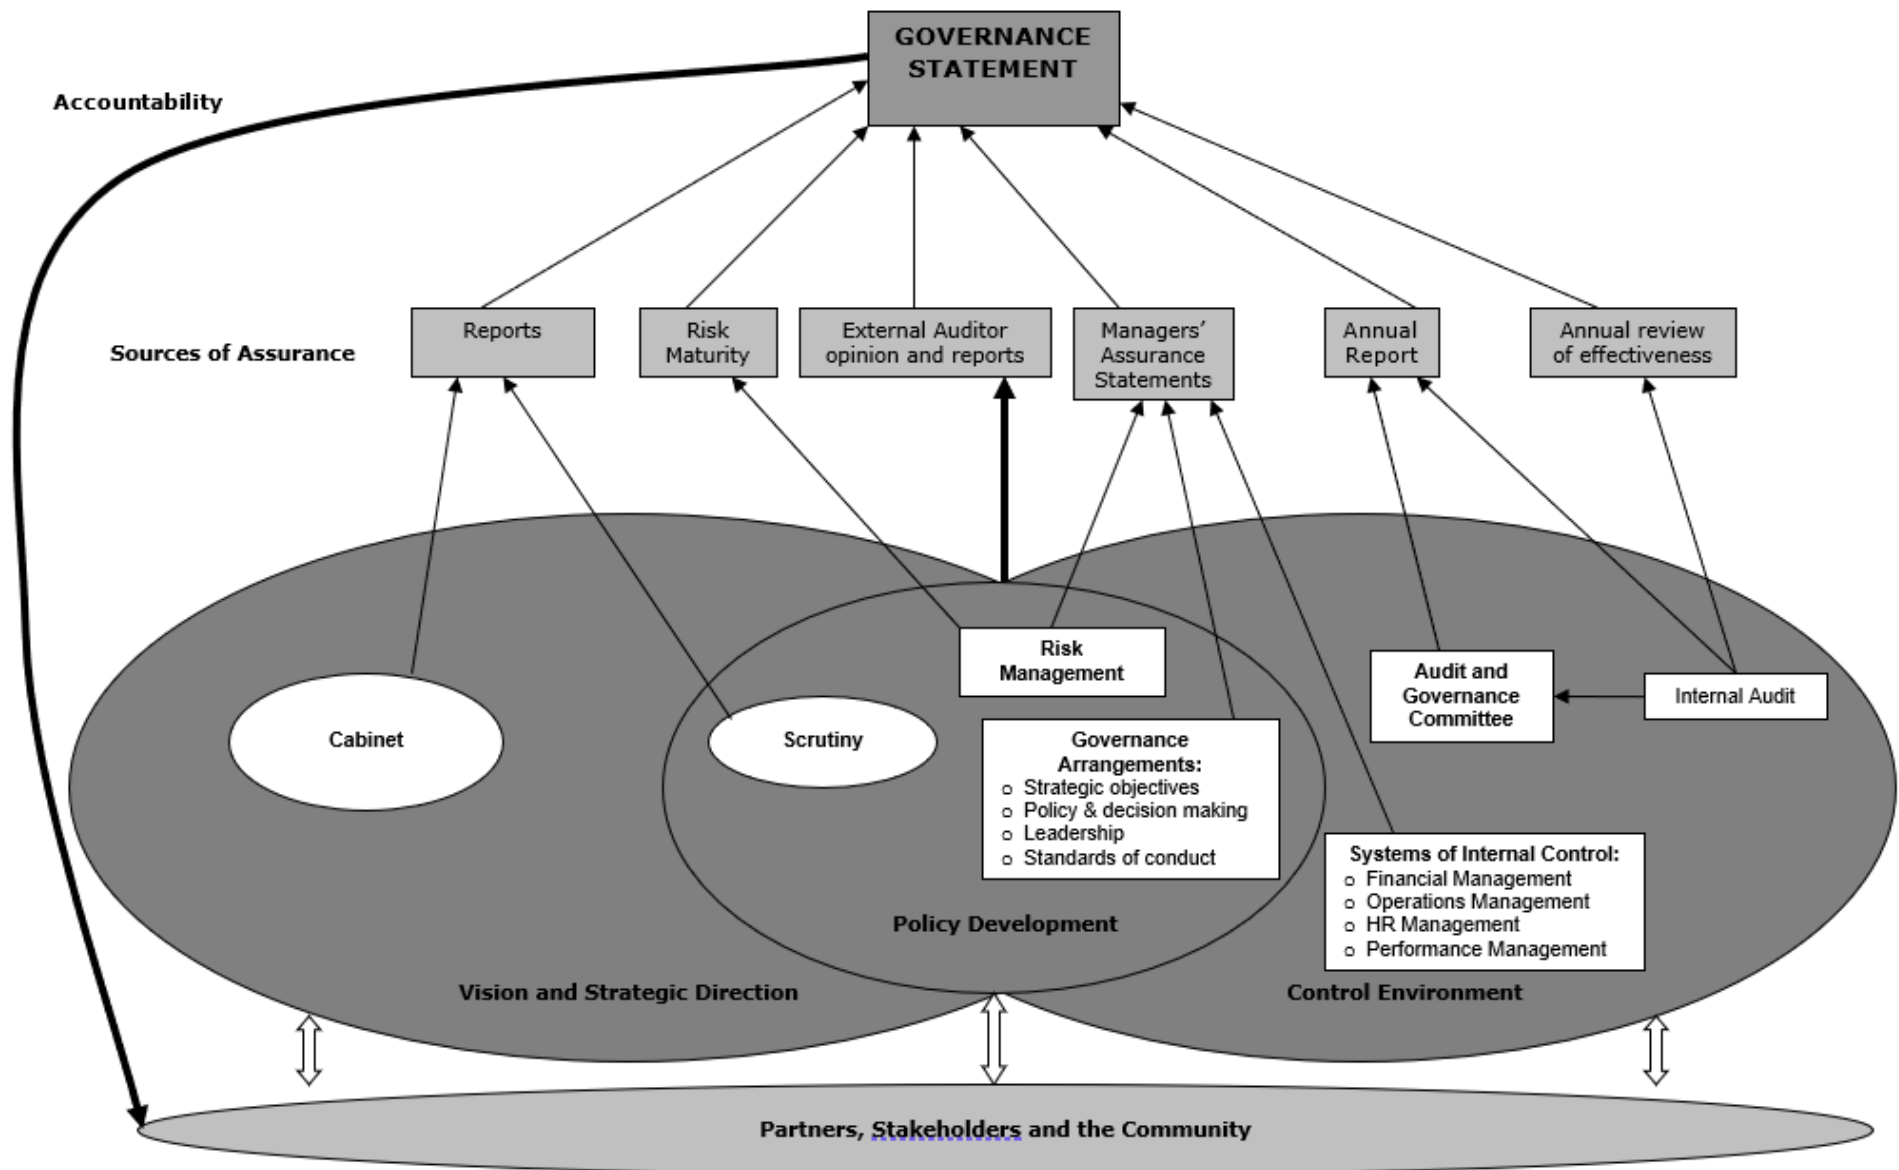 GOVERNANCE
STATEMENT
Accountability
Sources of Assurance
Reports
Risk
Maturity
External Auditor
opinion and reports
Managers’
Assurance
Statements
Annual
Report
Annual review
of effectiveness
Cabinet
Scrutiny
Risk
Management
Governance
Arrangements:
o Strategic objectives
o Policy & decision making
o Leadership
o Standards of conduct
Audit and
Governance
Committee
Internal Audit
Systems of Internal Control:
o Financial Management
o Operations Management
o HR Management
o Performance Management
Policy Development
Vision and Strategic Direction
Control Environment
Partners, Stakeholders and the Community